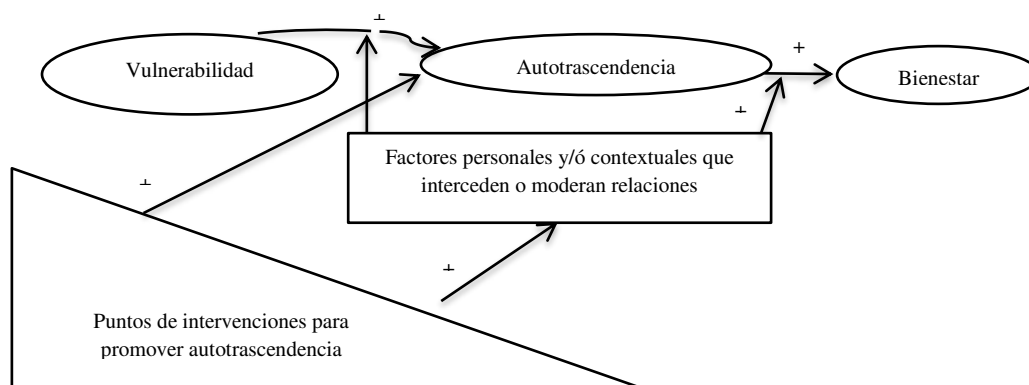 +
+
Vulnerabilidad
Autotrascendencia
Bienestar
+
Factores personales y/ó contextuales que
interceden o moderan relaciones
+
+
Puntos de intervenciones para
promover autotrascendencia